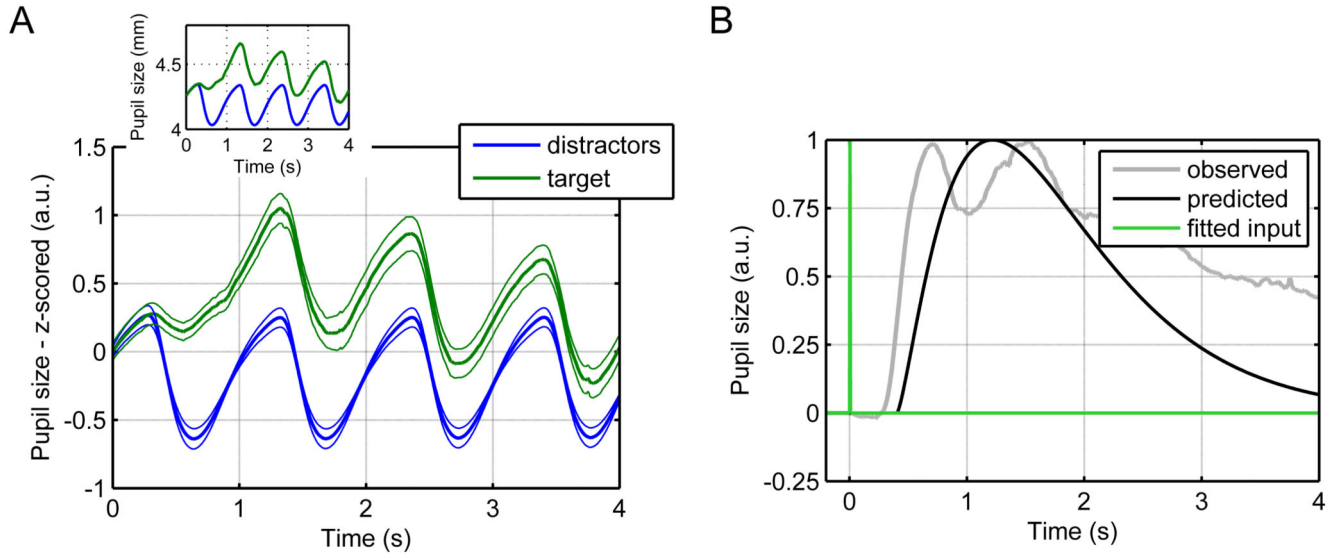 A
Pupil size (mm)
4.5
4
0 1 2 3 4
Time (s)
distractors
target
Pupil size - z-scored (a.u.)
1.5
1
0.5
0
-0.5
-1
0 1 2 3 4
Time (s)
B
observed
predicted
fitted input
Pupil size (a.u.)
1
0.75
0.5
0.25
0
-0.25
0 1 2 3 4
Time (s)